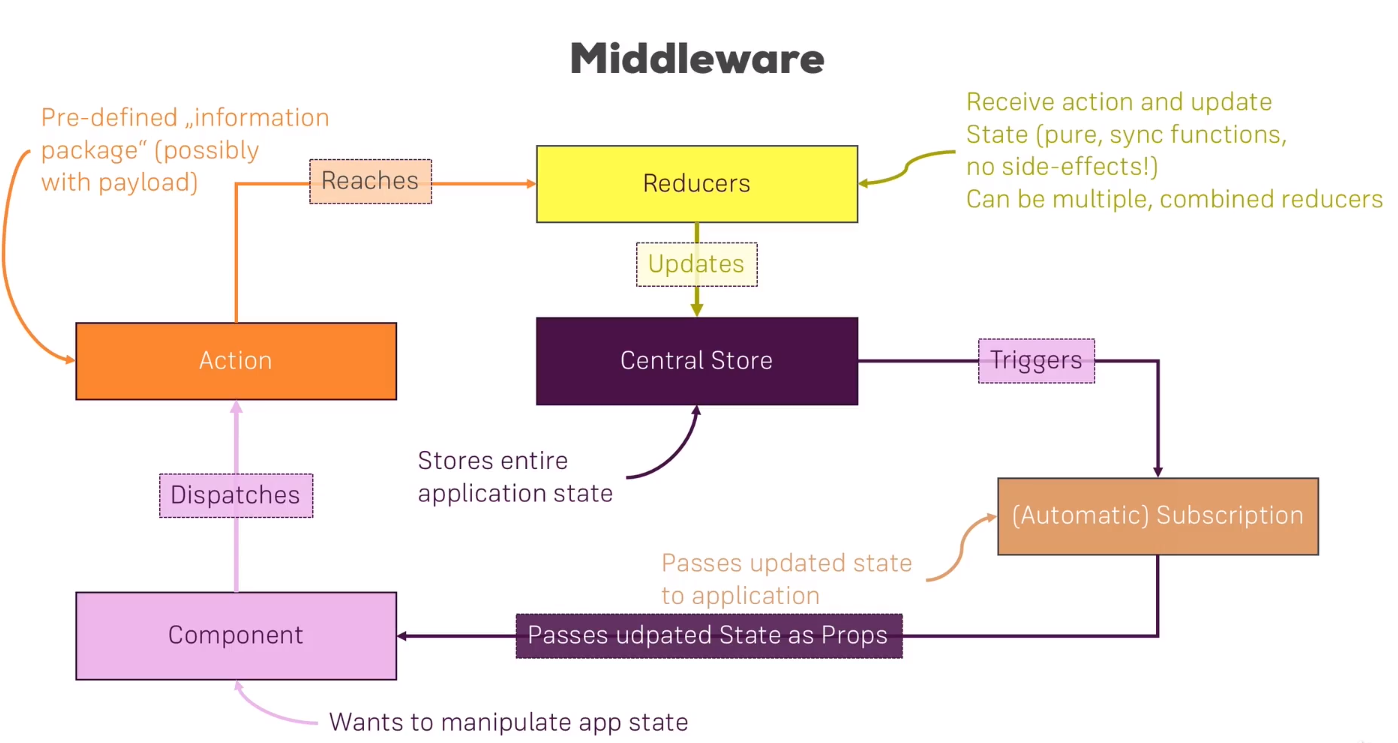 Middleware
Pre-defined „information
package” (possibly
with payload)
Reaches
Reducers
Receive action and update
State (pure, sync functions,
no side-effects!)
Can be multiple, combined reducers
Updates
Action
Central Store
Triggers
Stores entire
application state
Dispatches
(Automatic) Subscription
Passes updated state
to application
Component
Passes udpated State as Props
Wants to manipulate app state